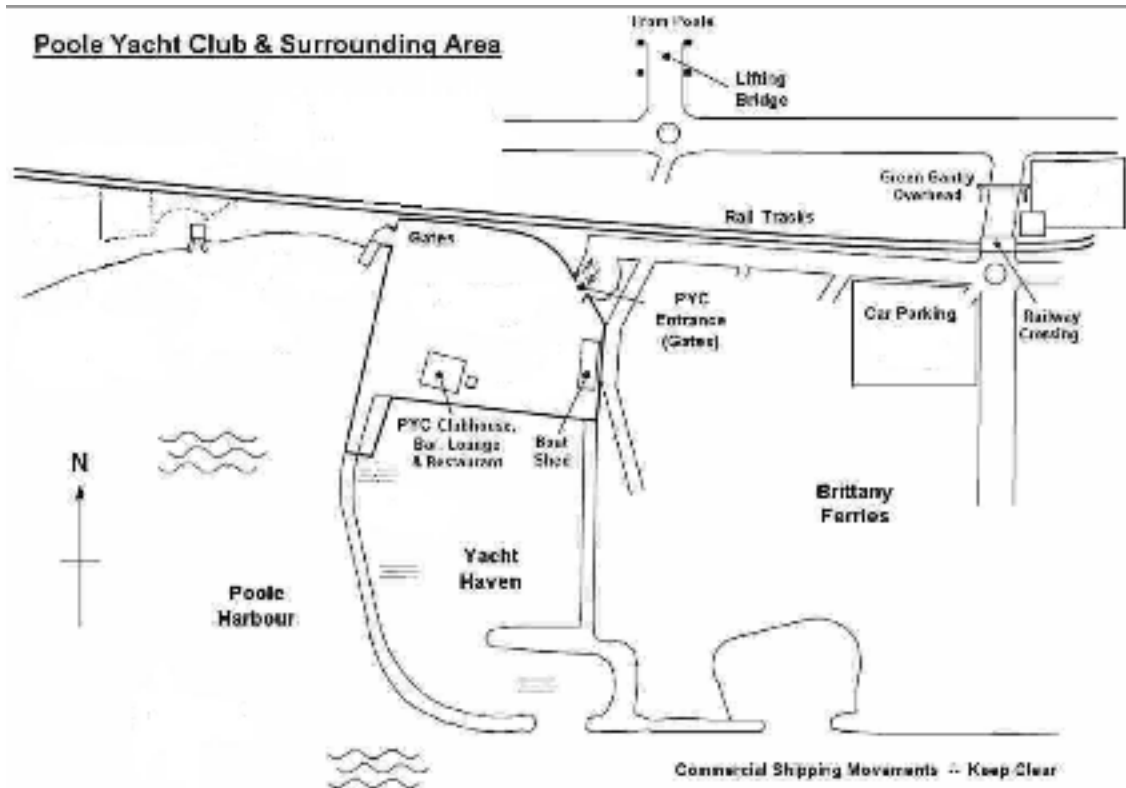 Poole Yacht Club & Surrounding Area
From Poole
Lifting
Bridge
Green Gantry
Overhead
Rail Tracks
Gates
PYC
Entrance
(Gates)
Car Parking
Railway
Crossing
PYC Clubhouse,
Bar, Lounge
& Restaurant
Boat
Shed
N
Brittany
Ferries
Yacht
Haven
Poole
Harbour
Commercial Shipping Movements - Keep Clear